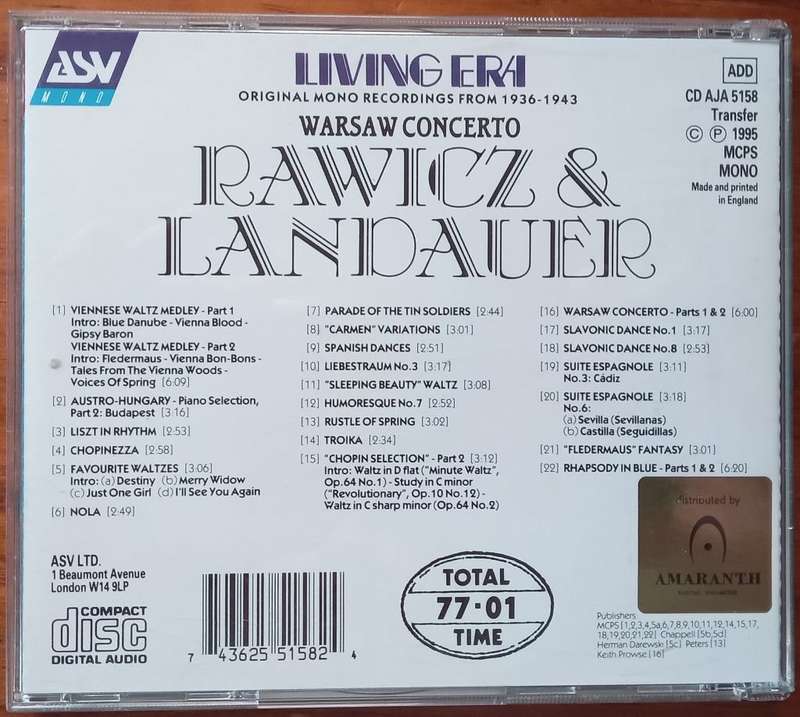 ASV
MONO
LIVING ERA
ORIGINAL MONO RECORDINGS FROM 1936-1943
WARSAW CONCERTO
RAWICZ &
LANDAUER
ADD
CD AJA 5158
Transfer
© ℗ 1995
MCPS
MONO
Made and printed
in England
[1] VIENNESE WALTZ MEDLEY - Part 1
Intro: Blue Danube - Vienna Blood -
Gipsy Baron
VIENNESE WALTZ MEDLEY - Part 2
Intro: Fledermaus - Vienna Bon-Bons -
Tales From The Vienna Woods -
Voices Of Spring [6:09]
[2] AUSTRO-HUNGARY - Piano Selection,
Part 2: Budapest [3:16]
[3] LISZT IN RHYTHM [2:53]
[4] CHOPINEZZA [2:58]
[5] FAVOURITE WALTZES [3:06]
Intro: (a) Destiny (b) Merry Widow
(c) Just One Girl (d) I'll See You Again
[6] NOLA [2:49]
[7] PARADE OF THE TIN SOLDIERS [2:44]
[8] "CARMEN" VARIATIONS [3:01]
[9] SPANISH DANCES [2:51]
[10] LIEBESTRAUM No.3 [3:17]
[11] "SLEEPING BEAUTY" WALTZ [3:08]
[12] HUMORESQUE No.7 [2:52]
[13] RUSTLE OF SPRING [3:02]
[14] TROIKA [2:34]
[15] "CHOPIN SELECTION" - Part 2 [3:12]
Intro: Waltz in D flat ("Minute Waltz",
Op.64 No.1) - Study in C minor
("Revolutionary", Op.10 No.12) -
Waltz in C sharp minor (Op.64 No.2)
[16] WARSAW CONCERTO - Parts 1 & 2 [6:00]
[17] SLAVONIC DANCE No.1 [3:17]
[18] SLAVONIC DANCE No.8 [2:53]
[19] SUITE ESPAGNOLE [3:11]
No.3: Cádiz
[20] SUITE ESPAGNOLE [3:18]
No.6:
(a) Sevilla (Sevillanas)
(b) Castilla (Seguidillas)
[21] "FLEDERMAUS" FANTASY [3:01]
[22] RHAPSODY IN BLUE - Parts 1 & 2 [6:20]
ASV LTD.
1 Beaumont Avenue
London W14 9LP
COMPACT
disc
DIGITAL AUDIO
7 43625 51582 4
TOTAL
77·01
TIME
distributed by
AMARANTH
Publishers:
MCPS [1,2,3,4,5a,6,7,8,9,10,11,12,14,15,17,
18,19,20,21,22] Chappell [5b,5d]
Herman Darewski [5c] Peters [13]
Keith Prowse [16]